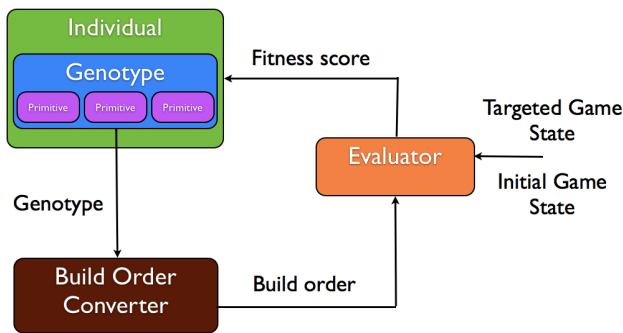 Individual
Genotype
Primitive
Primitive
Primitive
Fitness score
Targeted Game
State
Evaluator
Initial Game
State
Genotype
Build Order
Converter
Build order